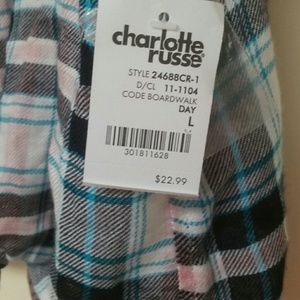 charlotte
russe
STYLE 24688CR-1
D/CL 11-1104
CODE BOARDWALK
DAY
L
301811628
$22.99